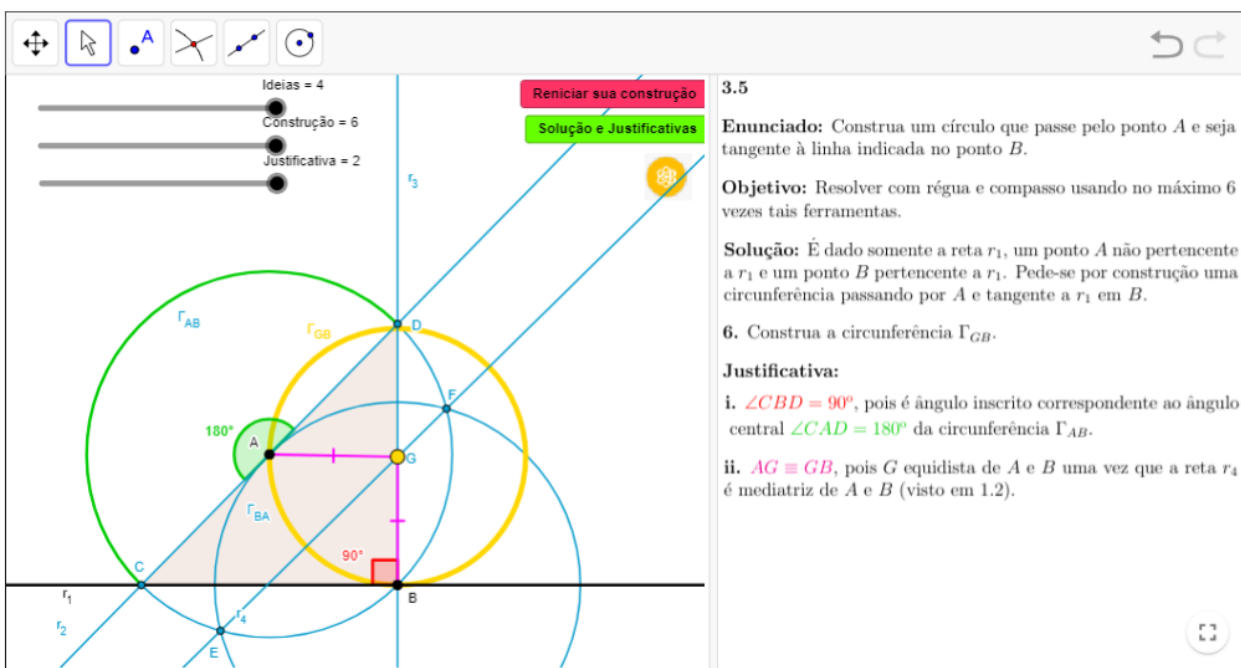 A
Ideias = 4
Construção = 6
Justificativa = 2
Reniciar sua construção
Solução e Justificativas
r₃
Γ_AB
Γ_GB
D
F
180°
A
G
Γ_BA
90°
C
B
r₁
r₂
r₄
E
3.5
Enunciado: Construa um círculo que passe pelo ponto A e seja
tangente à linha indicada no ponto B.
Objetivo: Resolver com régua e compasso usando no máximo 6
vezes tais ferramentas.
Solução: É dado somente a reta r₁, um ponto A não pertencente
a r₁ e um ponto B pertencente a r₁. Pede-se por construção uma
circunferência passando por A e tangente a r₁ em B.
6. Construa a circunferência Γ_GB.
Justificativa:
i. ∠CBD = 90º, pois é ângulo inscrito correspondente ao ângulo
central ∠CAD = 180º da circunferência Γ_AB.
ii. AG ≡ GB, pois G equidista de A e B uma vez que a reta r₄
é mediatriz de A e B (visto em 1.2).